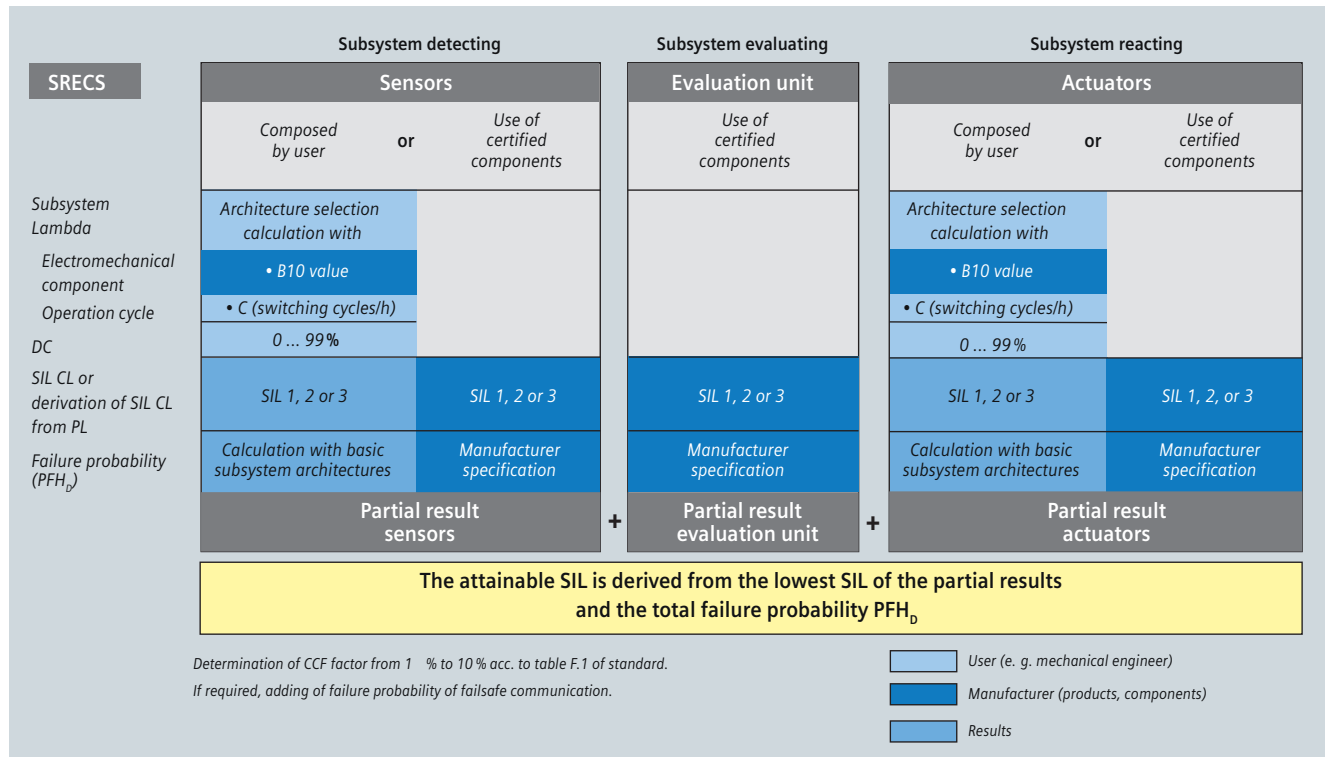 Subsystem detecting
Subsystem evaluating
Subsystem reacting
SRECS
Sensors
Evaluation unit
Actuators
Composed
by user
or
Use of
certified
components
Use of
certified
components
Composed
by user
or
Use of
certified
components
Subsystem
Lambda
Architecture selection
calculation with
Architecture selection
calculation with
Electromechanical
component
• B10 value
• B10 value
Operation cycle
• C (switching cycles/h)
• C (switching cycles/h)
DC
0 ... 99 %
0 ... 99 %
SIL CL or
derivation of SIL CL
from PL
SIL 1, 2 or 3
SIL 1, 2 or 3
SIL 1, 2 or 3
SIL 1, 2 or 3
SIL 1, 2, or 3
Failure probability
(PFHD)
Calculation with basic
subsystem architectures
Manufacturer
specification
Manufacturer
specification
Calculation with basic
subsystem architectures
Manufacturer
specification
Partial result
sensors
+
Partial result
evaluation unit
+
Partial result
actuators
The attainable SIL is derived from the lowest SIL of the partial results
and the total failure probability PFHD
Determination of CCF factor from 1 % to 10 % acc. to table F.1 of standard.
If required, adding of failure probability of failsafe communication.
User (e. g. mechanical engineer)
Manufacturer (products, components)
Results